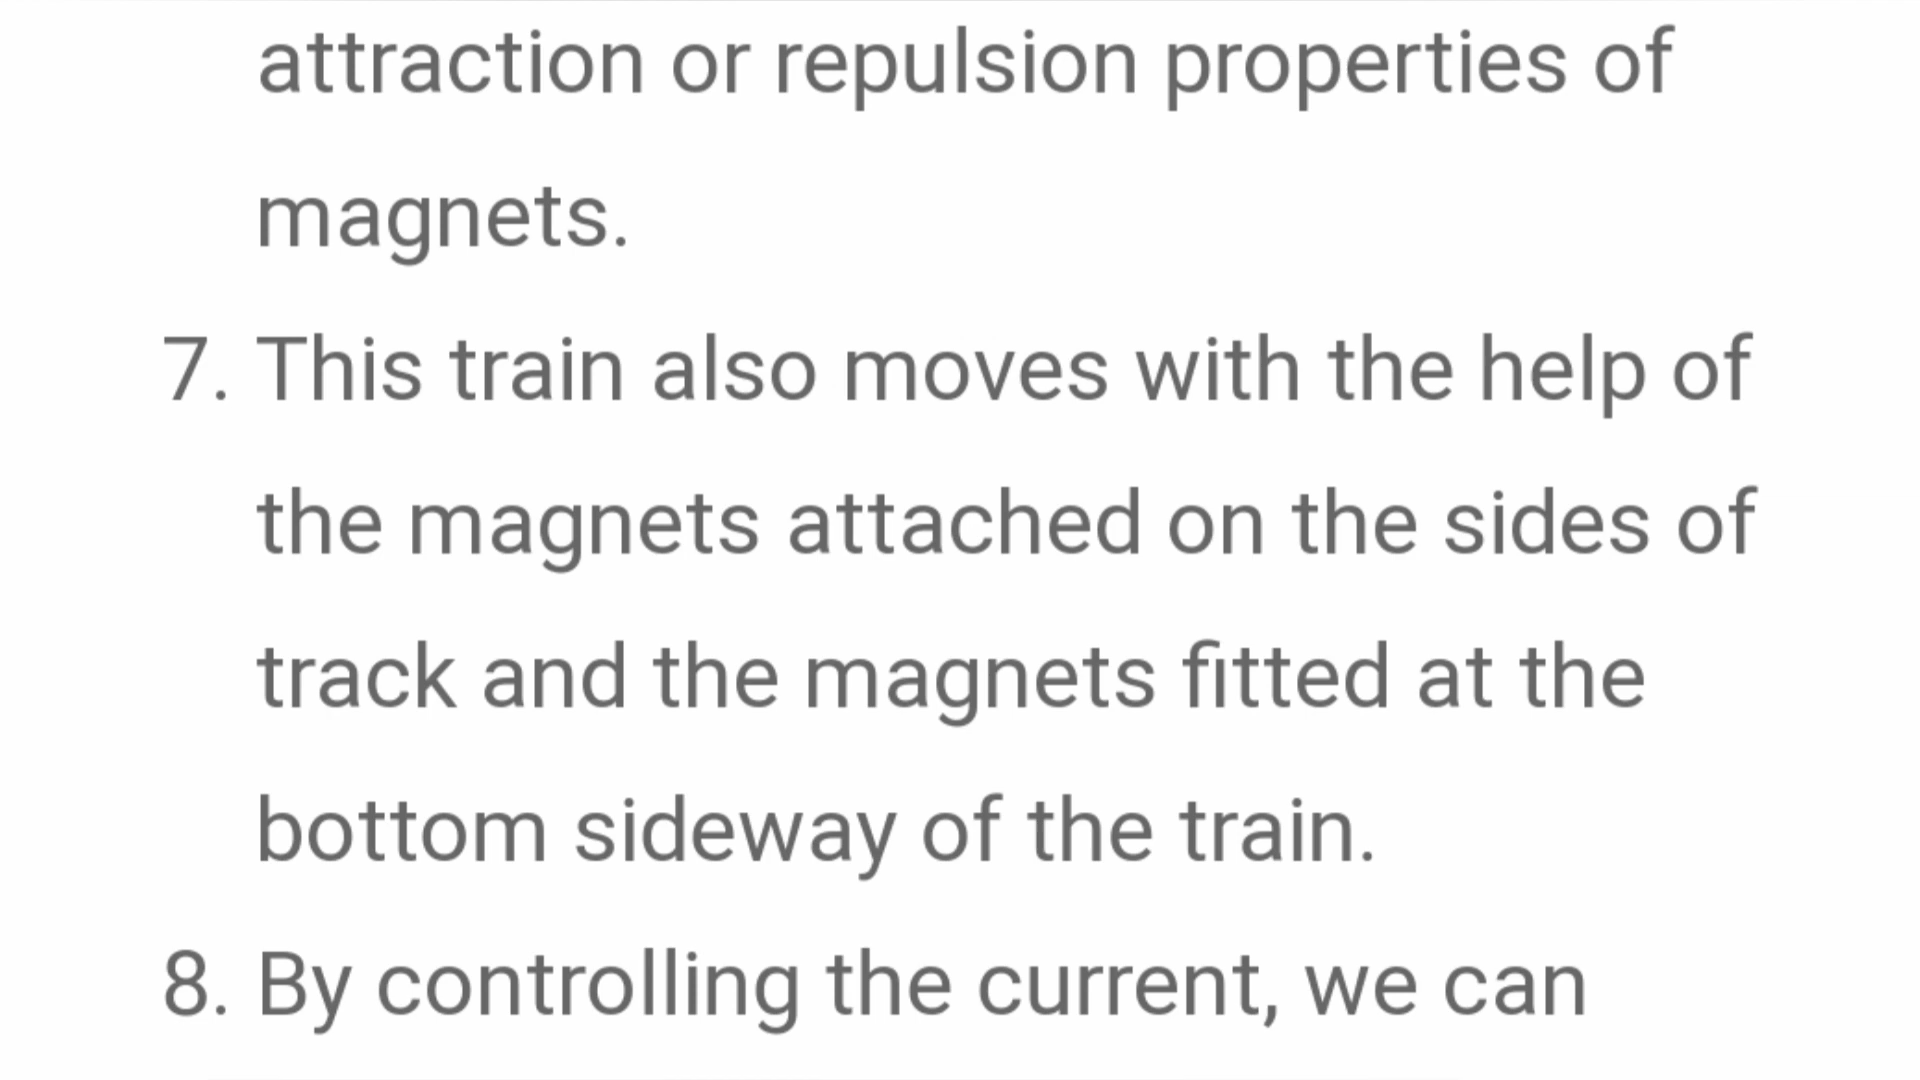 attraction or repulsion properties of
magnets.
7. This train also moves with the help of
the magnets attached on the sides of
track and the magnets fitted at the
bottom sideway of the train.
8. By controlling the current, we can